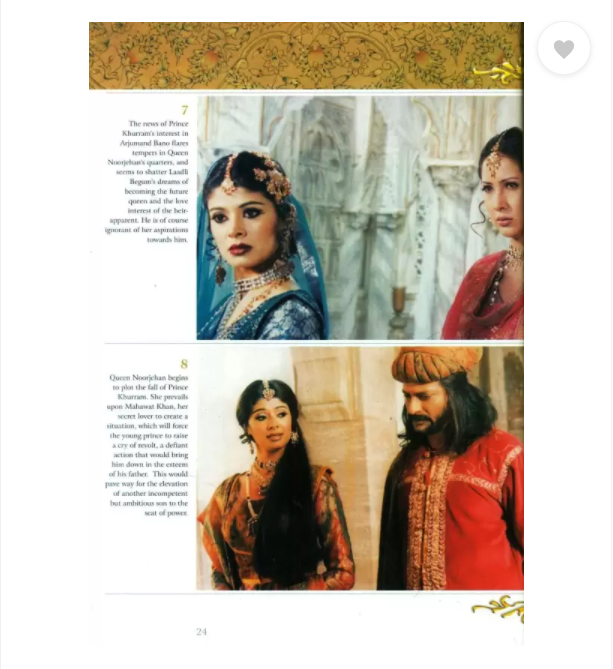 7
The news of Prince
Khurram's interest in
Arjumand Bano flares
tempers in Queen
Noorjehan's quarters, and
seems to shatter Laadli
Begum's dreams of
becoming the future
queen and the love
interest of the heir-
apparent. He is of course
ignorant of her aspirations
towards him.
8
Queen Noorjehan begins
to plot the fall of Prince
Khurram. She prevails
upon Mahawat Khan, her
secret lover to create a
situation, which will force
the young prince to raise
a cry of revolt, a defiant
action that would bring
him down in the esteem
of his father. This would
pave way for the elevation
of another incompetent
but ambitious son to the
seat of power.
24